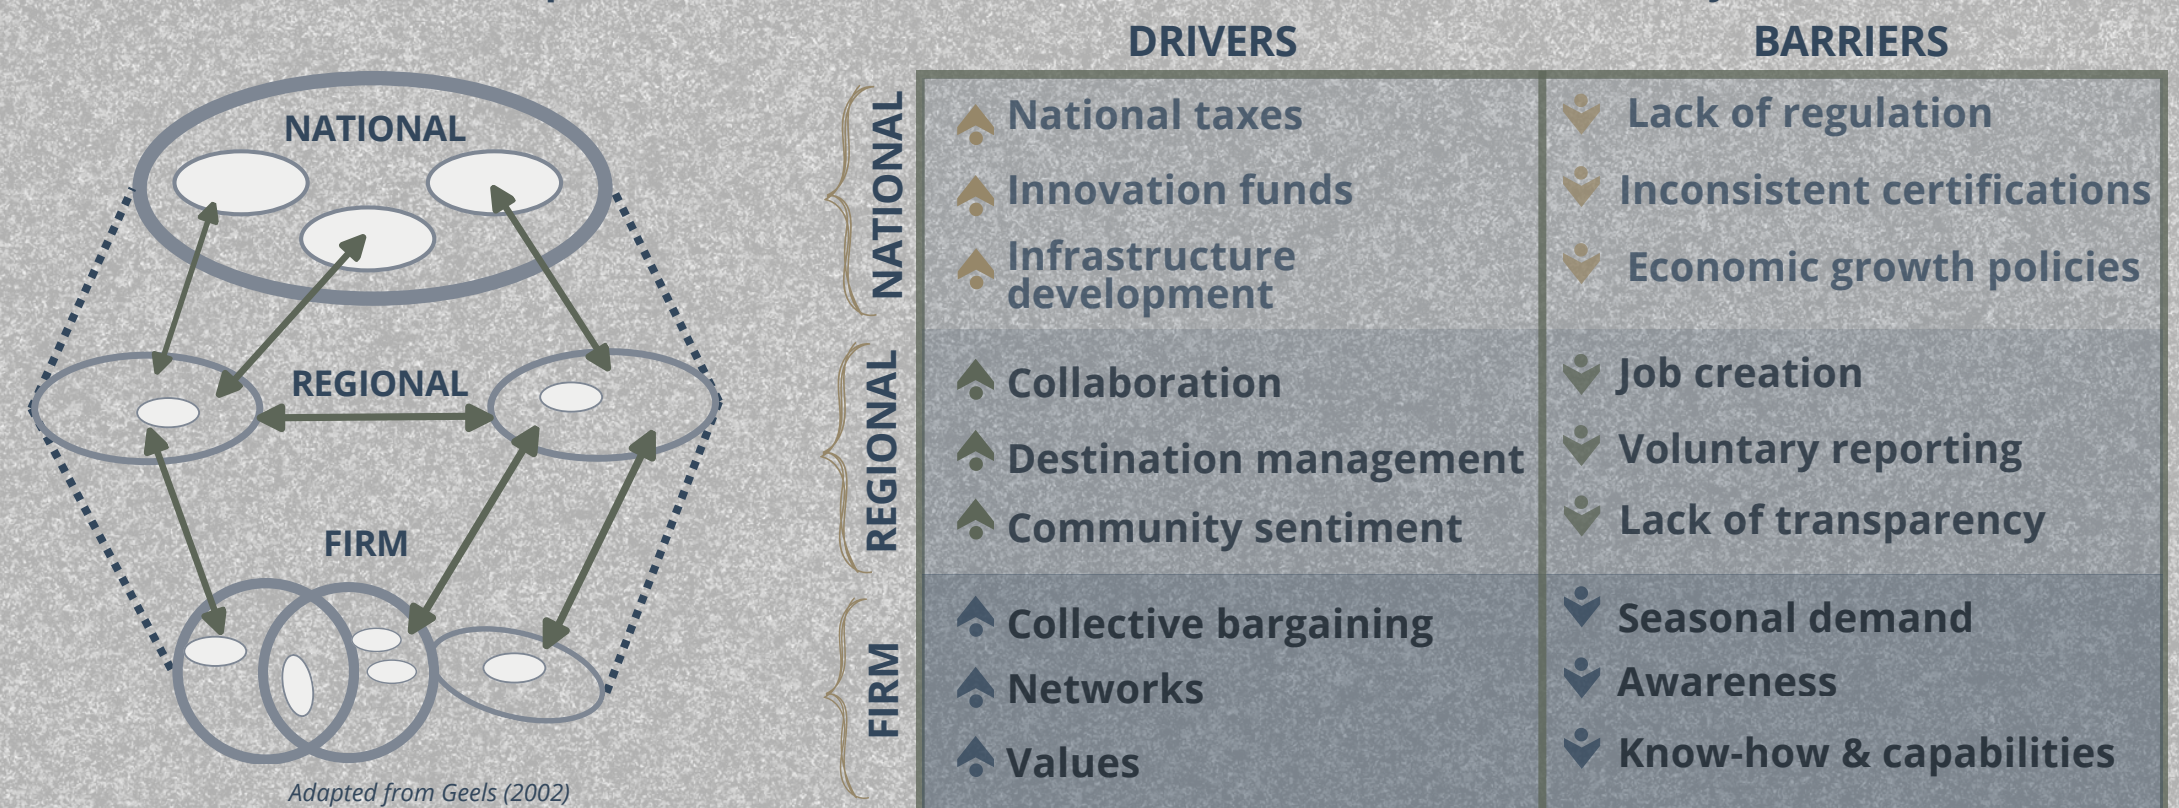 NATIONAL
REGIONAL
FIRM
Adapted from Geels (2002)
DRIVERS
BARRIERS
NATIONAL
National taxes
Innovation funds
Infrastructure
development
Lack of regulation
Inconsistent certifications
Economic growth policies
REGIONAL
Collaboration
Destination management
Community sentiment
Job creation
Voluntary reporting
Lack of transparency
FIRM
Collective bargaining
Networks
Values
Seasonal demand
Awareness
Know-how & capabilities